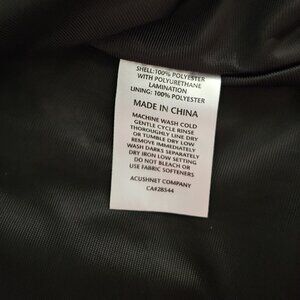 SHELL:100% POLYESTER
WITH POLYURETHANE
LAMINATION
LINING: 100% POLYESTER
MADE IN CHINA
MACHINE WASH COLD
GENTLE CYCLE RINSE
THOROUGHLY LINE DRY
OR TUMBLE DRY LOW
REMOVE IMMEDIATELY
WASH DARKS SEPARATELY
DRY IRON LOW SETTING
DO NOT BLEACH OR
USE FABRIC SOFTENERS
ACUSHNET COMPANY
CA#28544